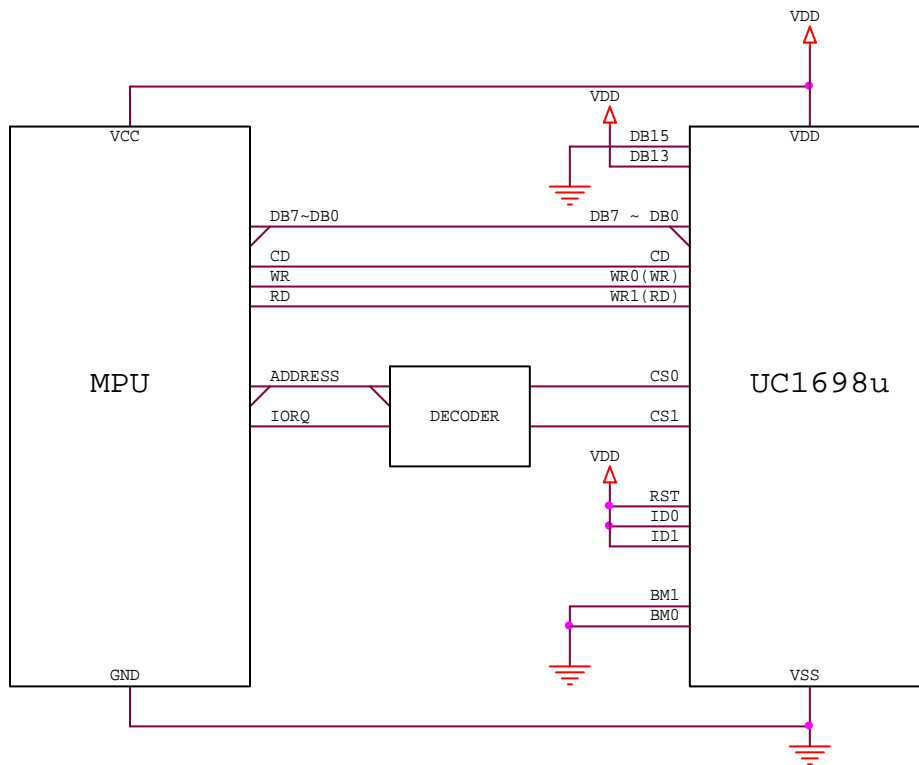 VDD
VDD
VCC
VDD
DB15
DB13
DB7~DB0
DB7 ~ DB0
CD
CD
WR
WR0(WR)
RD
WR1(RD)
MPU
ADDRESS
CS0
UC1698u
IORQ
DECODER
CS1
VDD
RST
ID0
ID1
BM1
BM0
GND
VSS